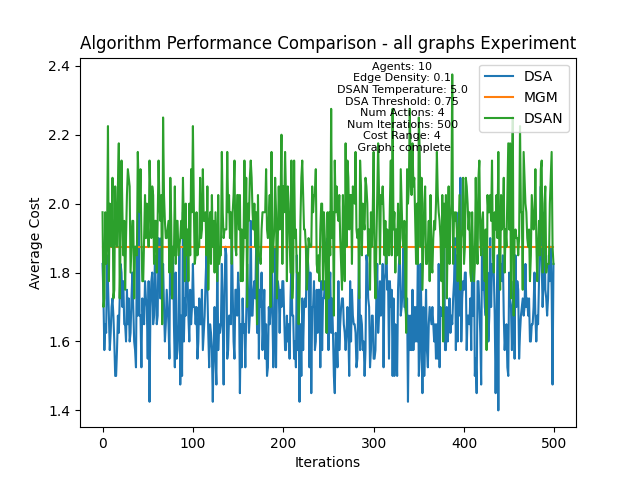 Algorithm Performance Comparison - all graphs Experiment
Agents: 10
Edge Density: 0.1
DSAN Temperature: 5.0
DSA Threshold: 0.75
Num Actions: 4
Num Iterations: 500
Cost Range: 4
Graph: complete
DSA
MGM
DSAN
2.4
2.2
2.0
1.8
1.6
1.4
Average Cost
0
100
200
300
400
500
Iterations